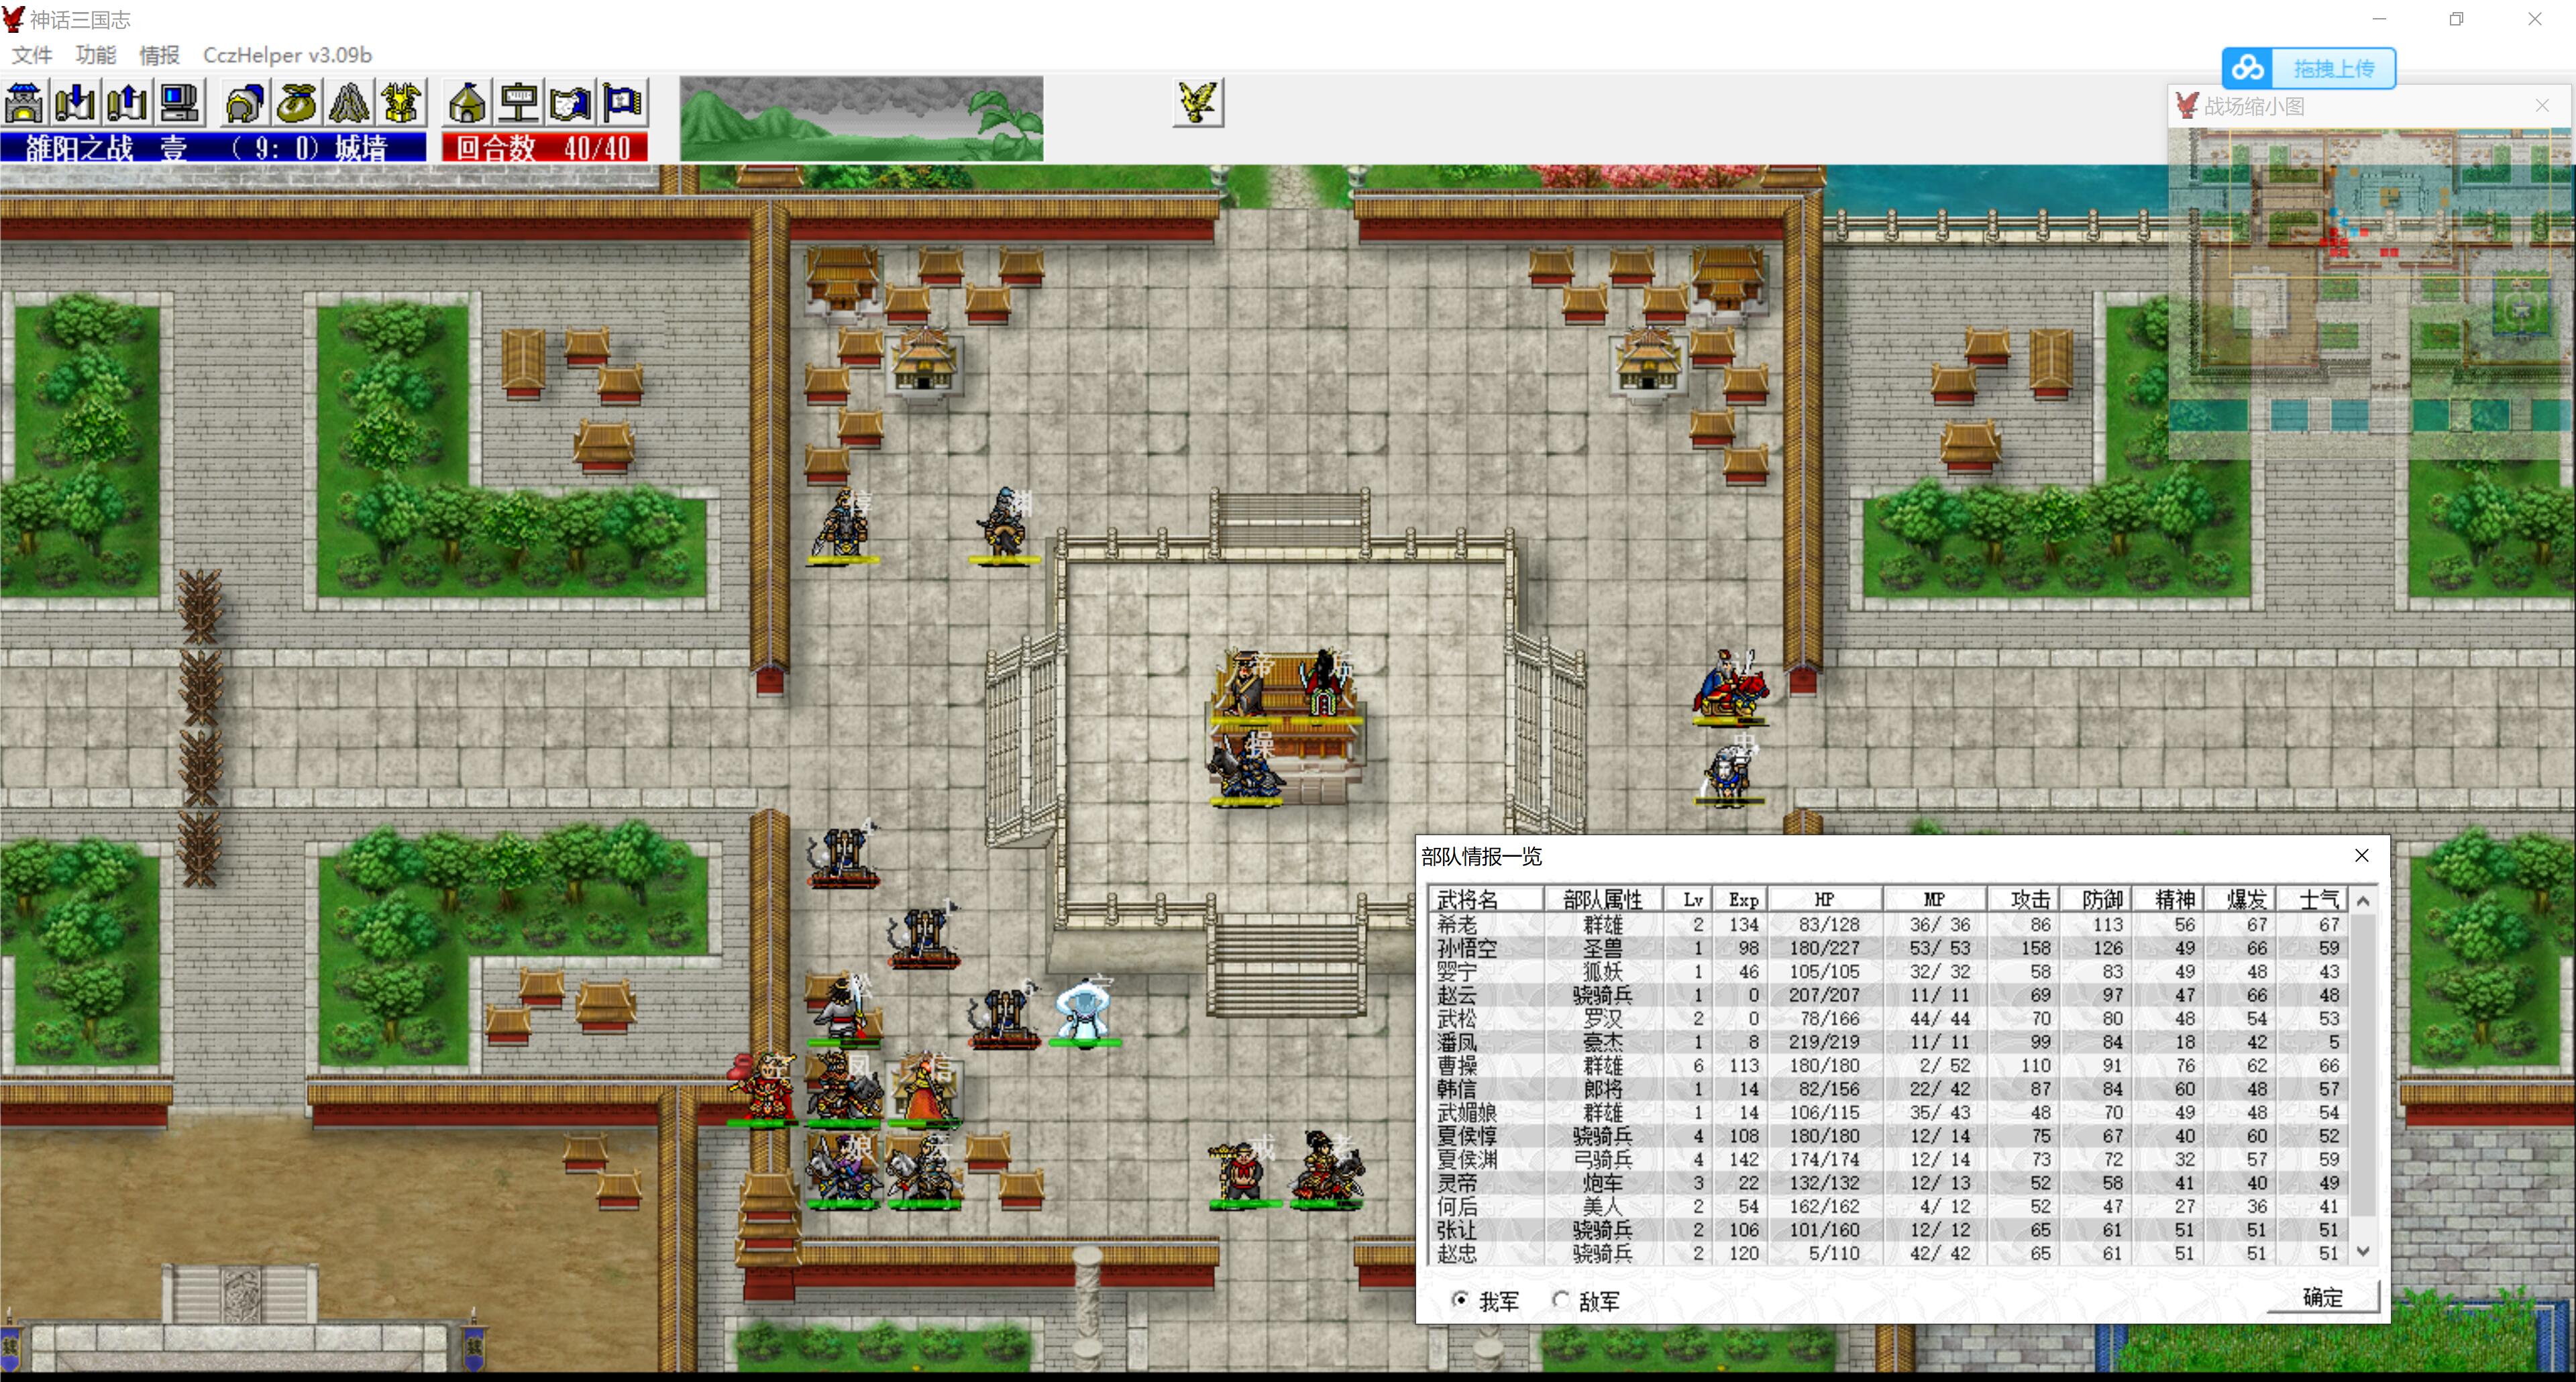 神话三国志
文件 功能 情报 CczHelper v3.09b
拖拽上传
战场缩小图
雒阳之战 壹 ( 9: 0) 城墙
回合数 40/40
惇
渊
帝 后
让
操
忠
松
宁
空 凤 信
娘 云 戒 老
部队情报一览
武将名 部队属性 Lv Exp HP MP 攻击 防御 精神 爆发 士气
希老 群雄 2 134 83/128 36/ 36 86 113 56 67 67
孙悟空 圣兽 1 98 180/227 53/ 53 158 126 49 66 59
婴宁 狐妖 1 46 105/105 32/ 32 58 83 49 48 43
赵云 骁骑兵 1 0 207/207 11/ 11 69 97 47 66 48
武松 罗汉 2 0 78/166 44/ 44 70 80 48 54 53
潘凤 豪杰 1 8 219/219 11/ 11 99 84 18 42 5
曹操 群雄 6 113 180/180 2/ 52 110 91 76 62 66
韩信 郎将 1 14 82/156 22/ 42 87 84 60 48 57
武媚娘 群雄 1 14 106/115 35/ 43 48 70 49 48 54
夏侯惇 骁骑兵 4 108 180/180 12/ 14 75 67 40 60 52
夏侯渊 弓骑兵 4 142 174/174 12/ 14 73 72 32 57 59
灵帝 炮车 3 22 132/132 12/ 13 52 58 41 40 49
何后 美人 2 54 162/162 4/ 12 52 47 27 36 41
张让 骁骑兵 2 106 101/160 12/ 12 65 61 51 51 51
赵忠 骁骑兵 2 120 5/110 42/ 42 65 61 51 51 51
我军 敌军 确定